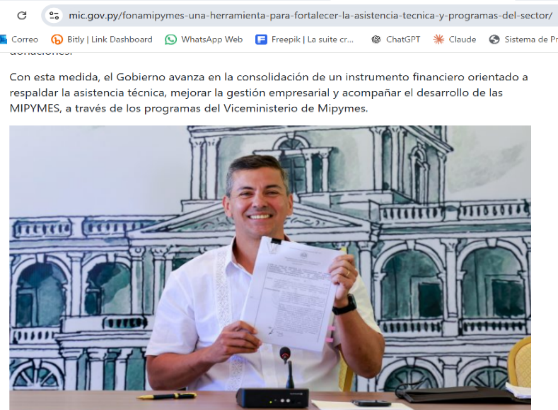 mic.gov.py/fonamipymes-una-herramienta-para-fortalecer-la-asistencia-tecnica-y-programas-del-sector/
Correo Bitly | Link Dashboard WhatsApp Web Freepik | La suite cr... ChatGPT Claude Sistema de Pr
Con esta medida, el Gobierno avanza en la consolidación de un instrumento financiero orientado a
respaldar la asistencia técnica, mejorar la gestión empresarial y acompañar el desarrollo de las
MIPYMES, a través de los programas del Viceministerio de Mipymes.